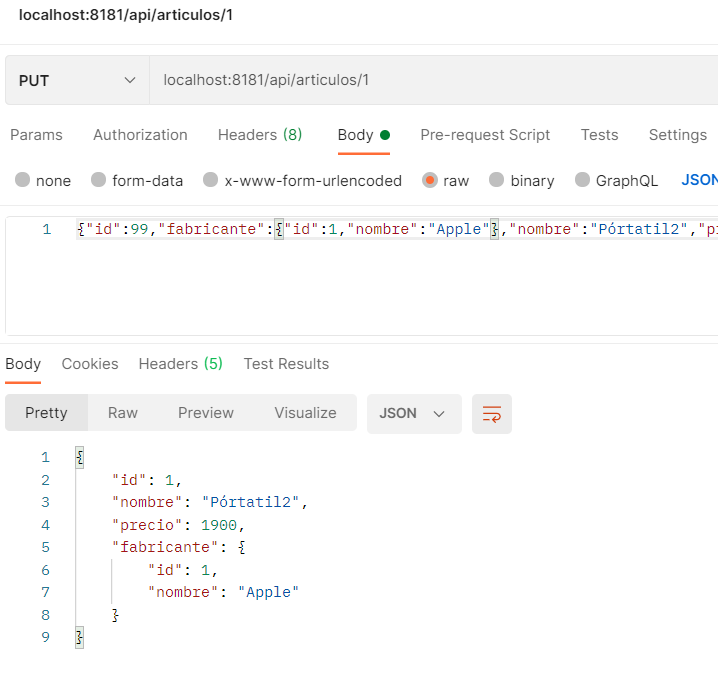 localhost:8181/api/articulos/1
PUT localhost:8181/api/articulos/1
Params Authorization Headers (8) Body Pre-request Script Tests Settings
none form-data x-www-form-urlencoded raw binary GraphQL JSON
1 {"id":99,"fabricante":{"id":1,"nombre":"Apple"},"nombre":"Pórtatil2","pr
Body Cookies Headers (5) Test Results
Pretty Raw Preview Visualize JSON
1 {
2 "id": 1,
3 "nombre": "Pórtatil2",
4 "precio": 1900,
5 "fabricante": {
6 "id": 1,
7 "nombre": "Apple"
8 }
9 }